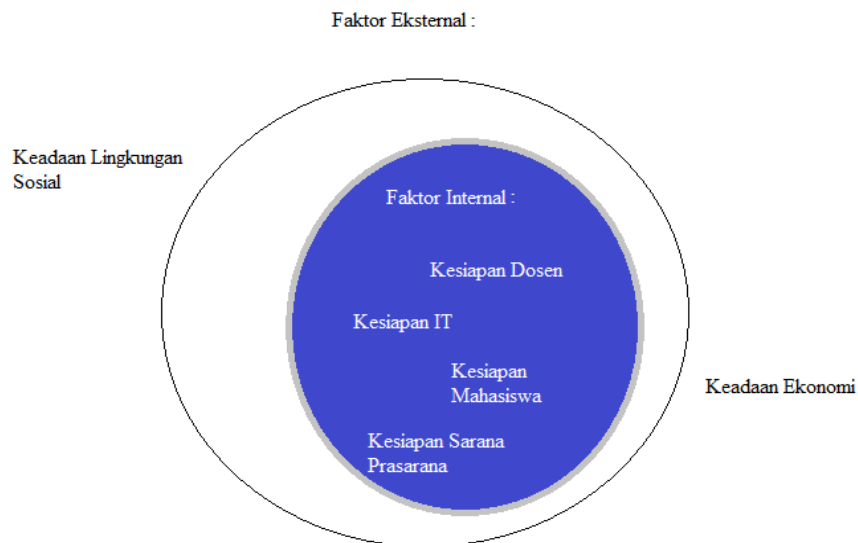 Faktor Eksternal :
Keadaan Lingkungan
Sosial
Faktor Internal :
Kesiapan Dosen
Kesiapan IT
Kesiapan
Mahasiswa
Keadaan Ekonomi
Kesiapan Sarana
Prasarana